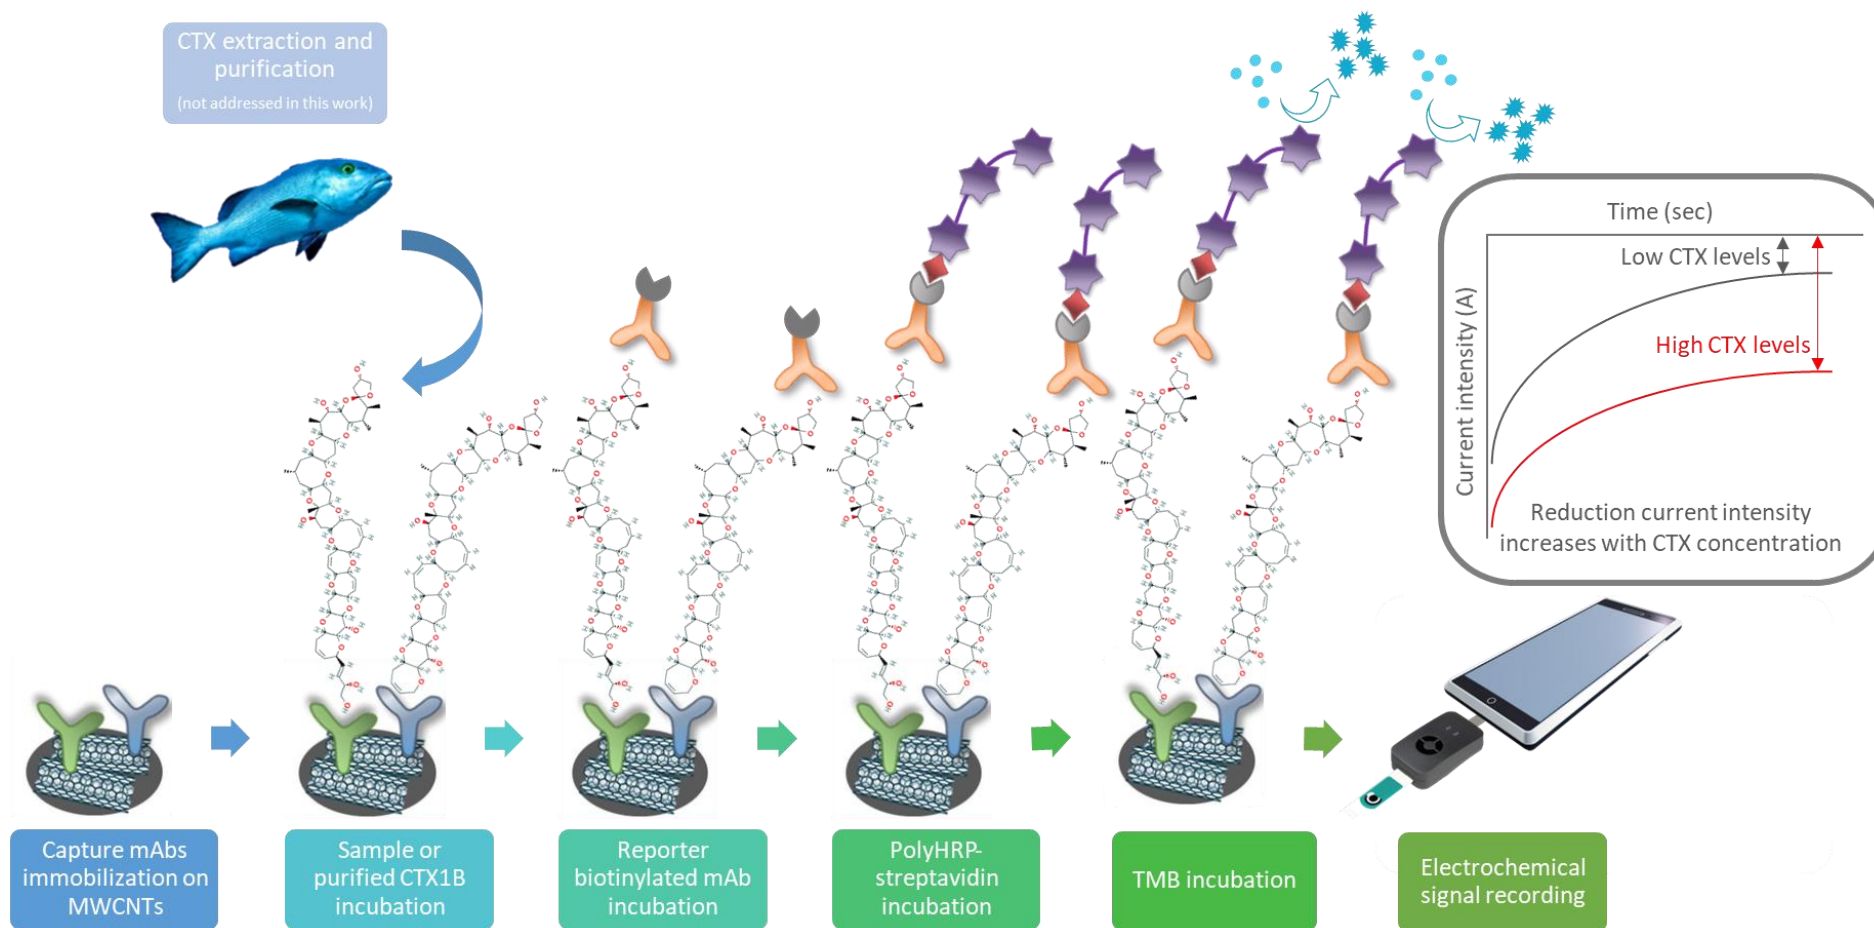 CTX extraction and
purification
(not addressed in this work)
Time (sec)
Low CTX levels
High CTX levels
Current intensity (A)
Reduction current intensity
increases with CTX concentration
Capture mAbs
immobilization on
MWCNTs
Sample or
purified CTX1B
incubation
Reporter
biotinylated mAb
incubation
PolyHRP-
streptavidin
incubation
TMB incubation
Electrochemical
signal recording